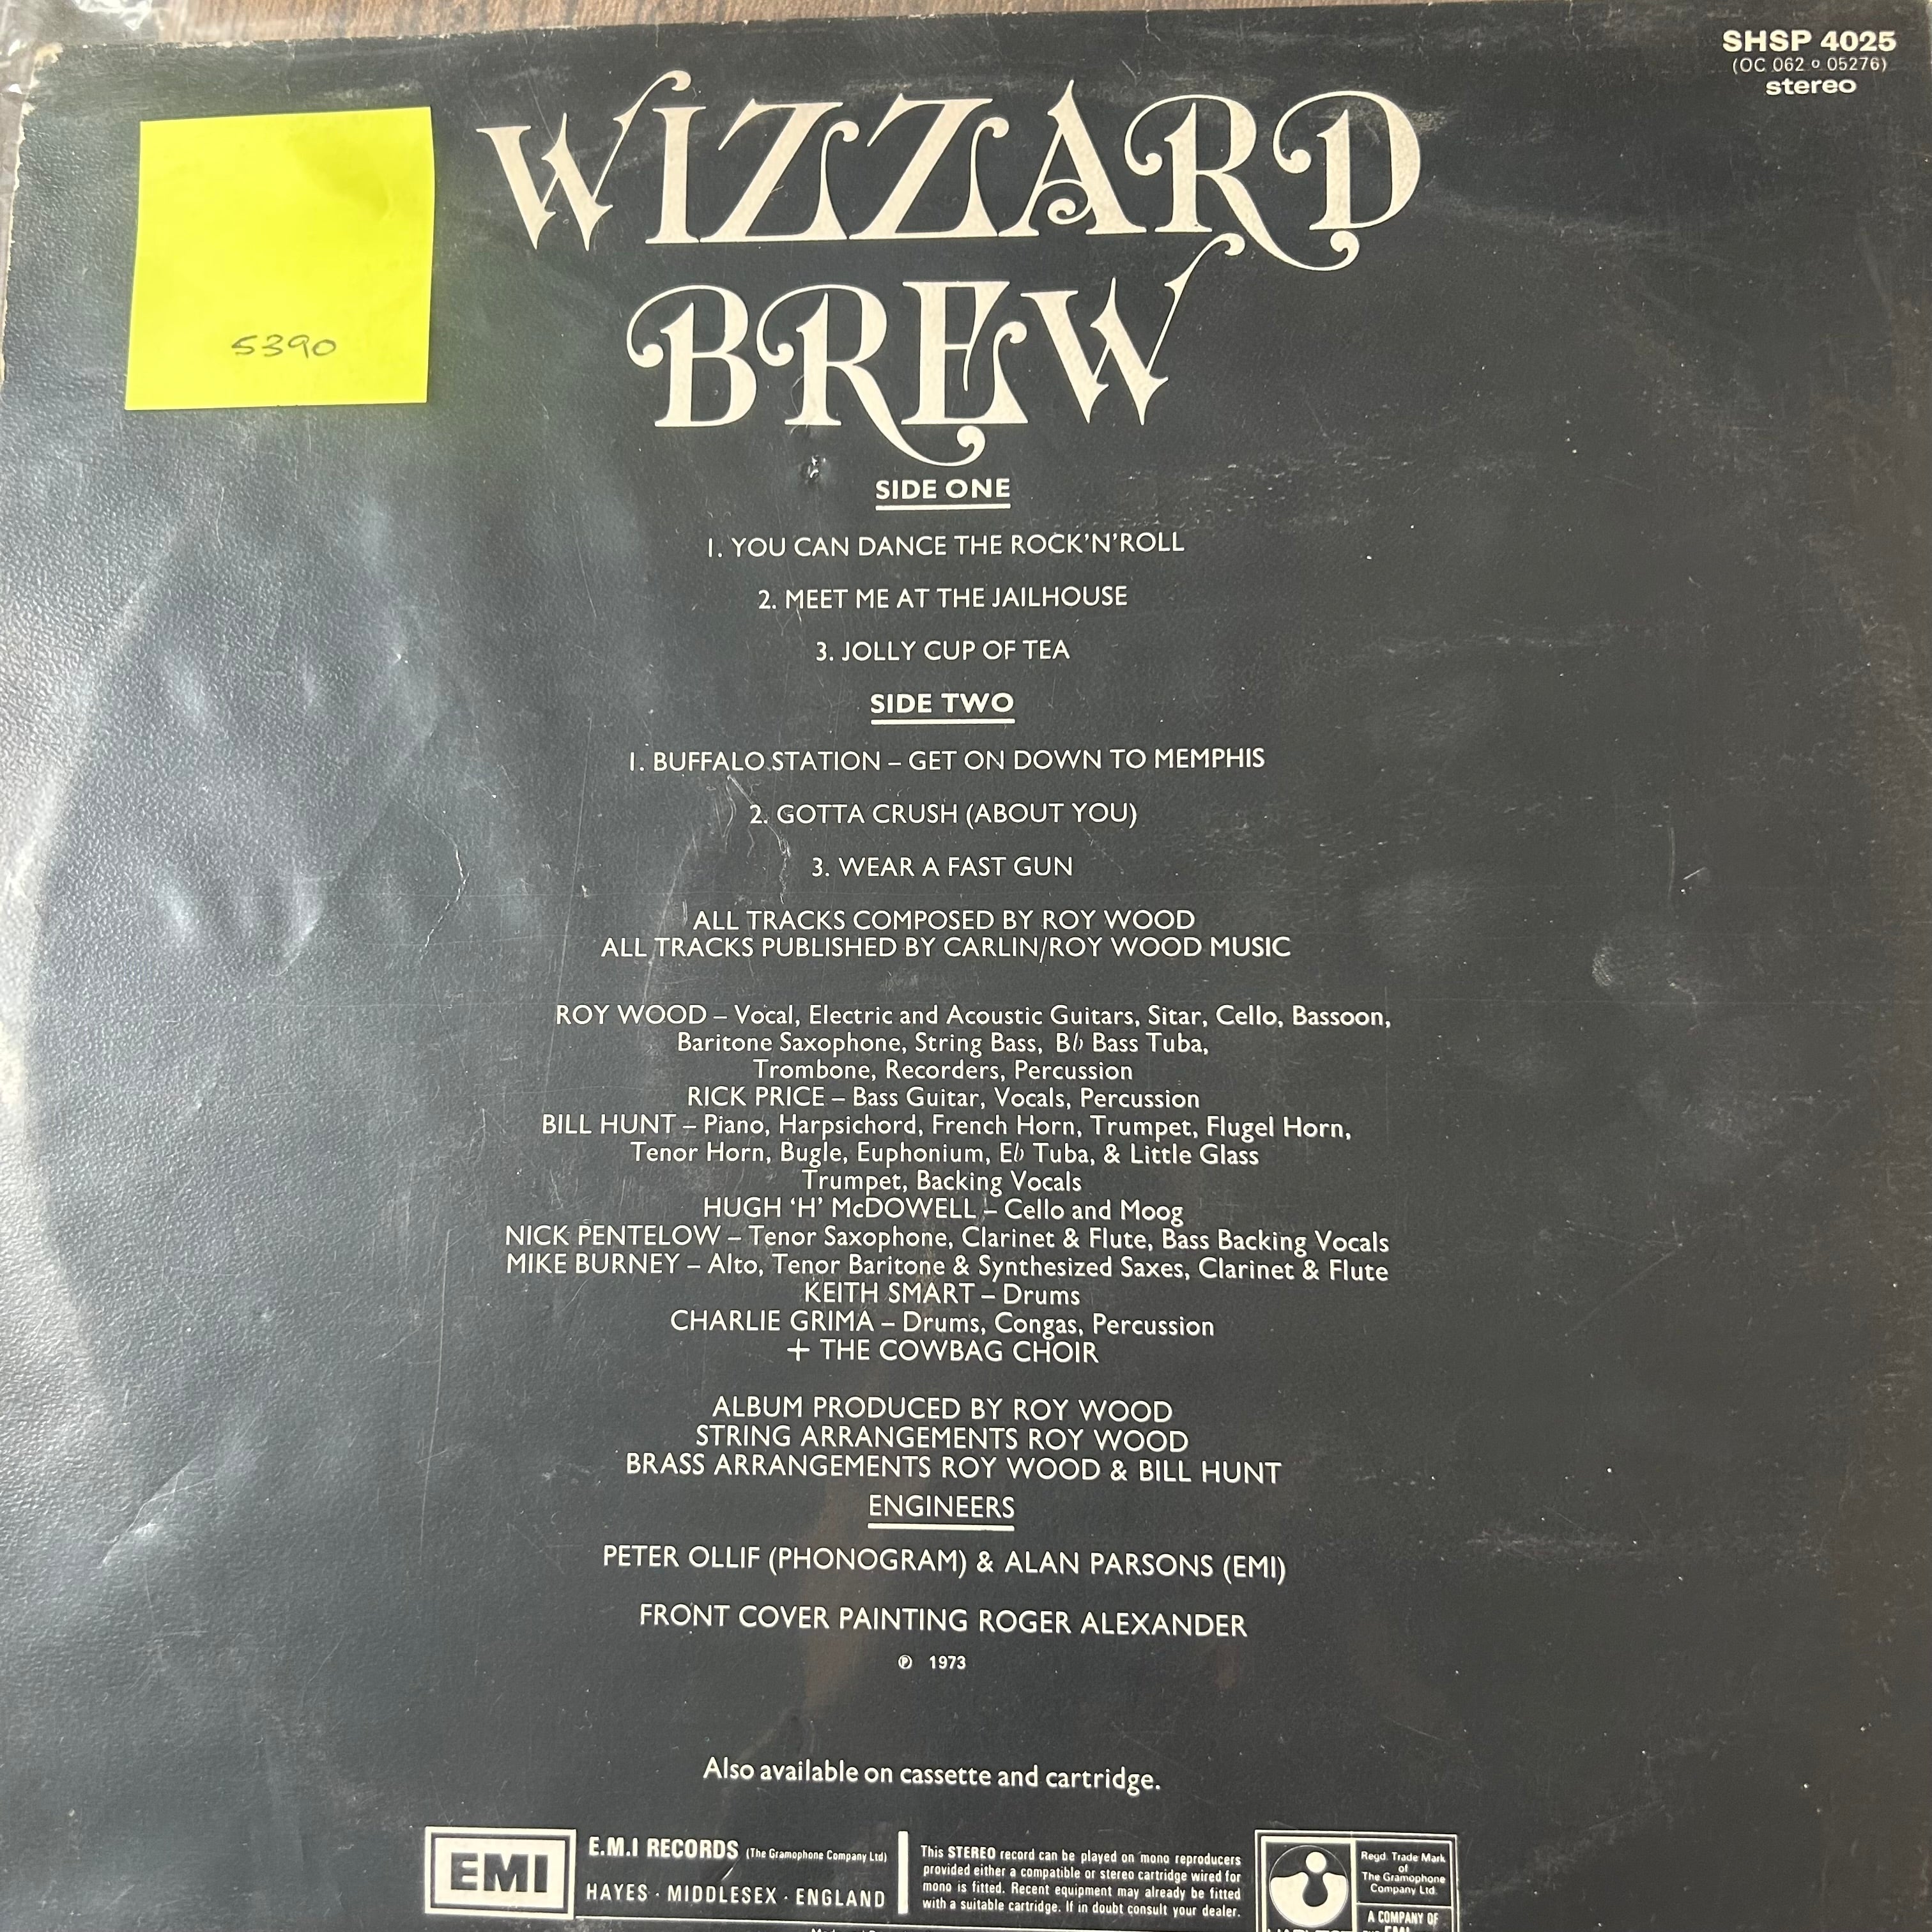 SHSP 4025
(OC 062 o 05276)
stereo
WIZZARD
BREW
5390
SIDE ONE
1. YOU CAN DANCE THE ROCK'N'ROLL
2. MEET ME AT THE JAILHOUSE
3. JOLLY CUP OF TEA
SIDE TWO
1. BUFFALO STATION – GET ON DOWN TO MEMPHIS
2. GOTTA CRUSH (ABOUT YOU)
3. WEAR A FAST GUN
ALL TRACKS COMPOSED BY ROY WOOD
ALL TRACKS PUBLISHED BY CARLIN/ROY WOOD MUSIC
ROY WOOD – Vocal, Electric and Acoustic Guitars, Sitar, Cello, Bassoon,
Baritone Saxophone, String Bass, B♭ Bass Tuba,
Trombone, Recorders, Percussion
RICK PRICE – Bass Guitar, Vocals, Percussion
BILL HUNT – Piano, Harpsichord, French Horn, Trumpet, Flugel Horn,
Tenor Horn, Bugle, Euphonium, E♭ Tuba, & Little Glass
Trumpet, Backing Vocals
HUGH 'H' McDOWELL – Cello and Moog
NICK PENTELOW – Tenor Saxophone, Clarinet & Flute, Bass Backing Vocals
MIKE BURNEY – Alto, Tenor Baritone & Synthesized Saxes, Clarinet & Flute
KEITH SMART – Drums
CHARLIE GRIMA – Drums, Congas, Percussion
+ THE COWBAG CHOIR
ALBUM PRODUCED BY ROY WOOD
STRING ARRANGEMENTS ROY WOOD
BRASS ARRANGEMENTS ROY WOOD & BILL HUNT
ENGINEERS
PETER OLLIF (PHONOGRAM) & ALAN PARSONS (EMI)
FRONT COVER PAINTING ROGER ALEXANDER
℗ 1973
Also available on cassette and cartridge.
EMI
E.M.I RECORDS (The Gramophone Company Ltd)
HAYES · MIDDLESEX · ENGLAND
This STEREO record can be played on mono reproducers
provided either a compatible or stereo cartridge wired for
mono is fitted. Recent equipment may already be fitted
with a suitable cartridge. If in doubt consult your dealer.
Regd. Trade Mark
of
The Gramophone
Company Ltd.
A COMPANY OF